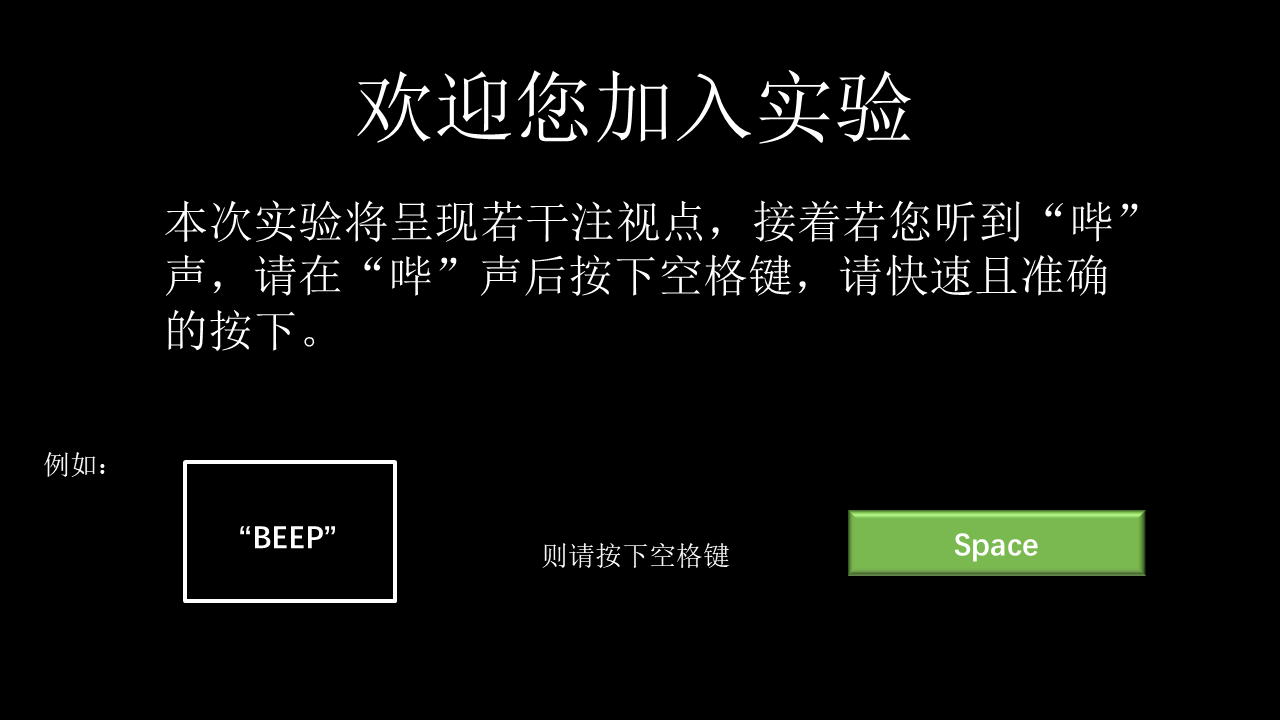 欢迎您加入实验
本次实验将呈现若干注视点，接着若您听到“哔”
声，请在“哔”声后按下空格键，请快速且准确
的按下。
例如：
“BEEP”
则请按下空格键
Space